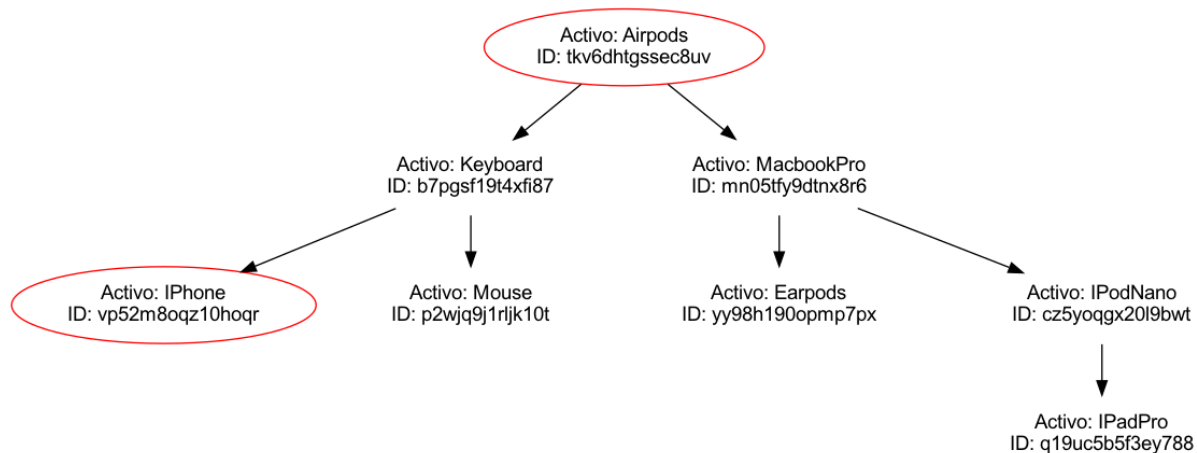 Activo: Airpods
ID: tkv6dhtgssec8uv
Activo: Keyboard
ID: b7pgsf19t4xfi87
Activo: MacbookPro
ID: mn05tfy9dtnx8r6
Activo: IPhone
ID: vp52m8oqz10hoqr
Activo: Mouse
ID: p2wjq9j1rljk10t
Activo: Earpods
ID: yy98h190opmp7px
Activo: IPodNano
ID: cz5yoqgx20l9bwt
Activo: IPadPro
ID: q19uc5b5f3ey788